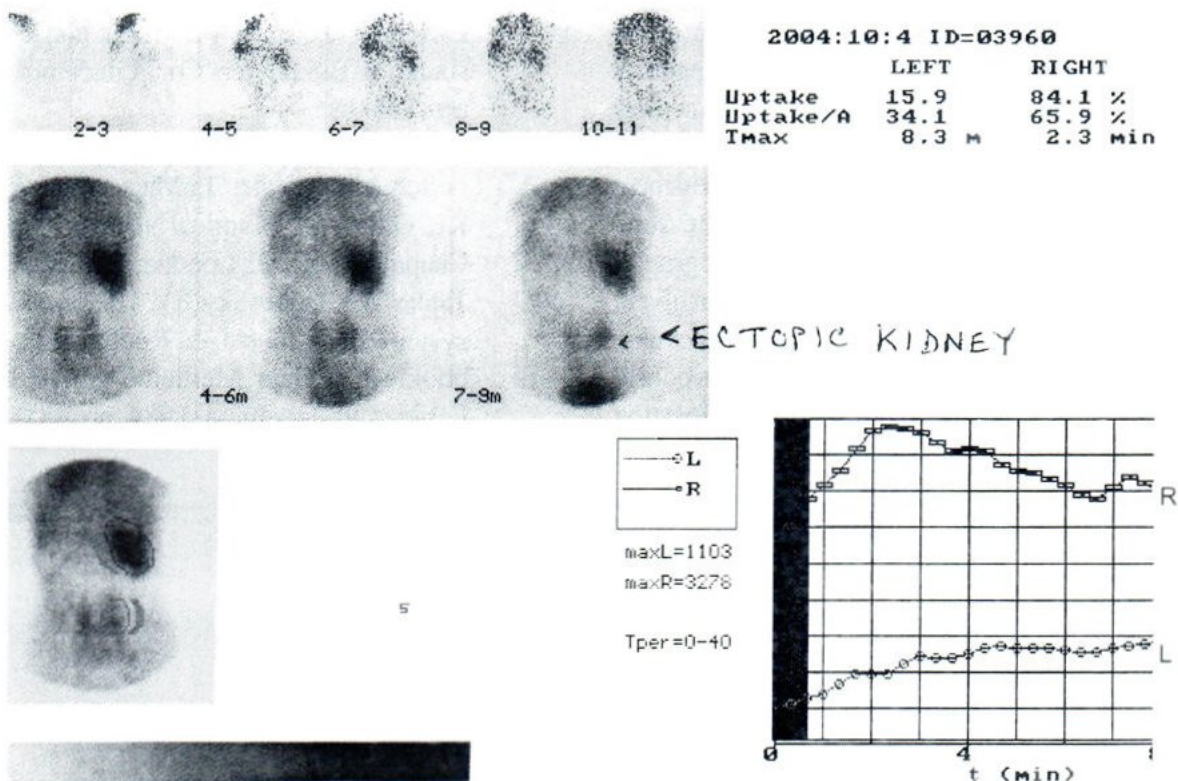 2004:10:4 ID=03960
LEFT RIGHT
Uptake 15.9 84.1 %
Uptake/A 34.1 65.9 %
Tmax 8.3 m 2.3 min
2-3 4-5 6-7 8-9 10-11
4-6m 7-9m
< < ECTOPIC KIDNEY
L
R
maxL=1103
maxR=3278
Tper=0-40
5
R
L
0 4
t (min)